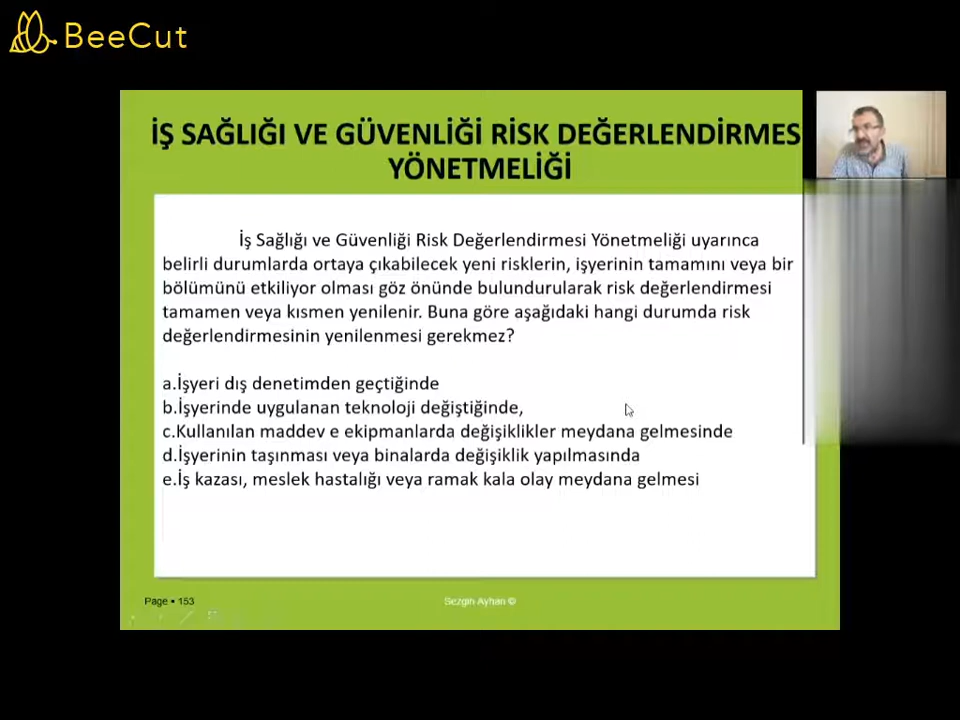 BeeCut
İŞ SAĞLIĞI VE GÜVENLİĞİ RİSK DEĞERLENDİRMES
YÖNETMELİĞİ
İş Sağlığı ve Güvenliği Risk Değerlendirmesi Yönetmeliği uyarınca
belirli durumlarda ortaya çıkabilecek yeni risklerin, işyerinin tamamını veya bir
bölümünü etkiliyor olması göz önünde bulundurularak risk değerlendirmesi
tamamen veya kısmen yenilenir. Buna göre aşağıdaki hangi durumda risk
değerlendirmesinin yenilenmesi gerekmez?
a.İşyeri dış denetimden geçtiğinde
b.İşyerinde uygulanan teknoloji değiştiğinde,
c.Kullanılan maddev e ekipmanlarda değişiklikler meydana gelmesinde
d.İşyerinin taşınması veya binalarda değişiklik yapılmasında
e.İş kazası, meslek hastalığı veya ramak kala olay meydana gelmesi
Page ▪ 153
Sezgin Ayhan ©